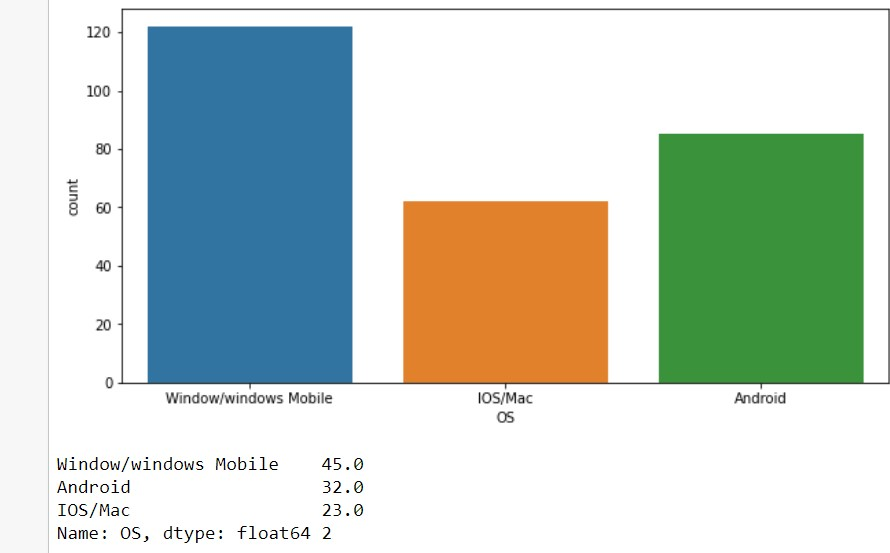 120
100
80
60
40
20
0
count
Window/windows Mobile IOS/Mac Android
OS
Window/windows Mobile 45.0
Android 32.0
IOS/Mac 23.0
Name: OS, dtype: float64 2